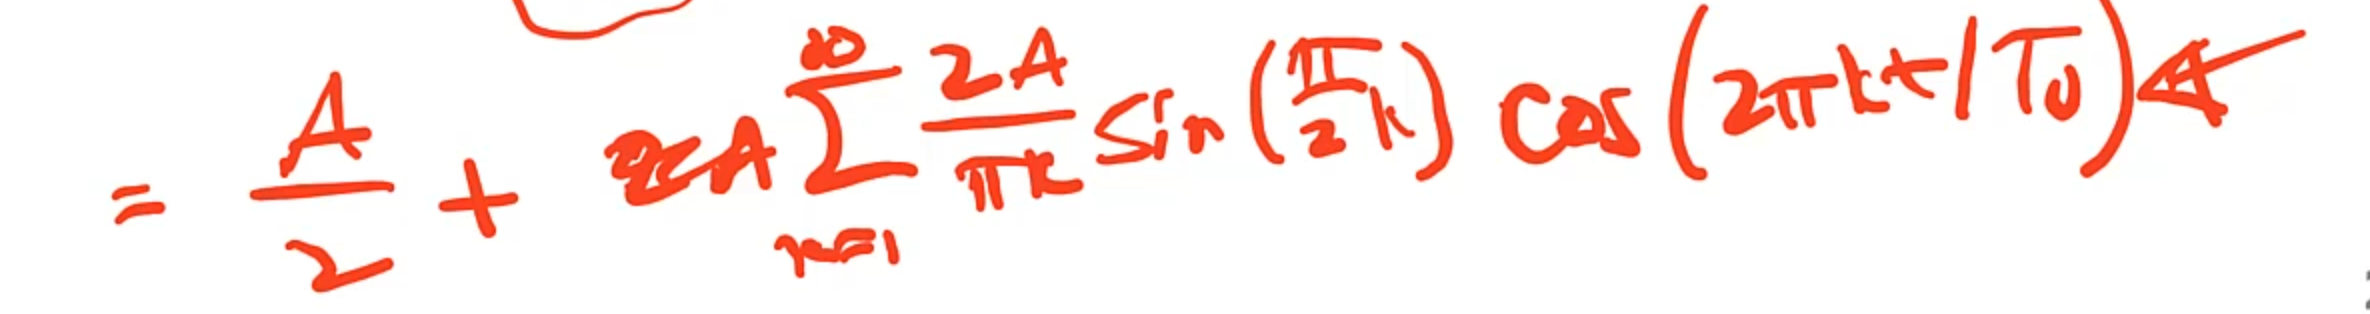 = A/2 + 2A ∑_{k=1}^{∞} 2A/πk sin(π/2 k) cos(2πkt/T₀)